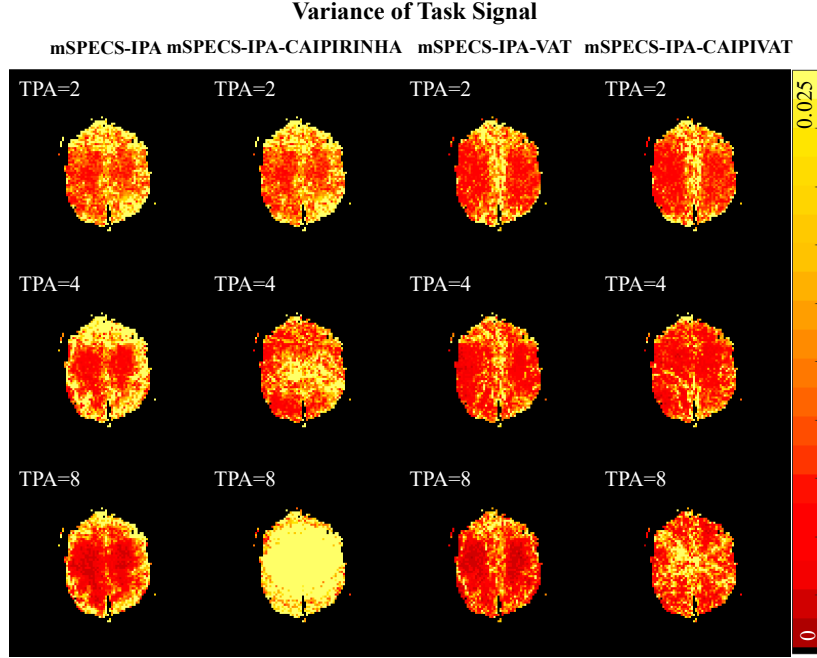 Variance of Task Signal
mSPECS-IPA mSPECS-IPA-CAIPIRINHA mSPECS-IPA-VAT mSPECS-IPA-CAIPIVAT
TPA=2 TPA=2 TPA=2 TPA=2
0.025
TPA=4 TPA=4 TPA=4 TPA=4
TPA=8 TPA=8 TPA=8 TPA=8
0